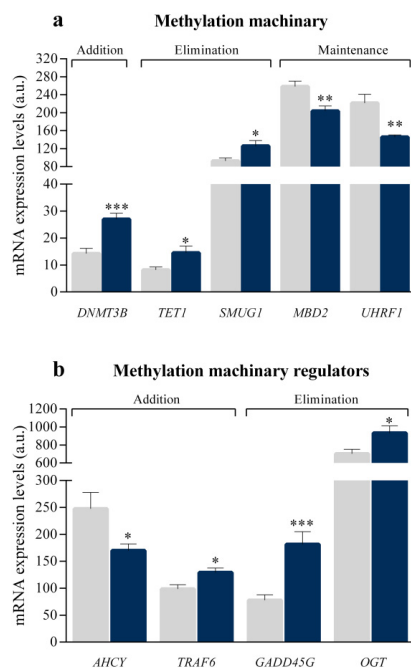 a Methylation machinary
Addition Elimination Maintenance
mRNA expression levels (a.u.)
280
240
200
160
120
80
40
30
20
10
0
*** * * ** **
DNMT3B TET1 SMUG1 MBD2 UHRF1
b Methylation machinary regulators
Addition Elimination
mRNA expression levels (a.u.)
1200
1000
800
600
300
250
200
150
100
50
0
* * *** *
AHCY TRAF6 GADD45G OGT